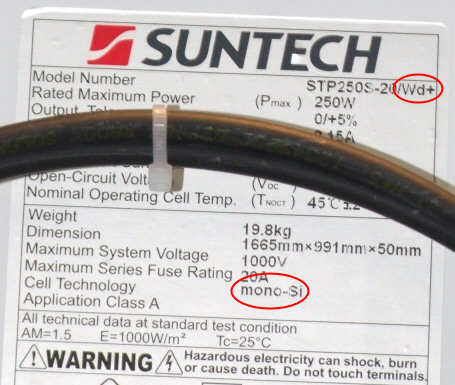 SUNTECH
Model Number STP250S-20/Wd+
Rated Maximum Power (Pmax) 250W
Output 0/+5%
Open-Circuit (Voc
Nominal Operating Cell Temp. (TNOCT) 45℃±2
Weight 19.8kg
Dimension 1665mm×991mm×50mm
Maximum System Voltage 1000V
Maximum Series Fuse Rating 20A
Cell Technology mono-Si
Application Class A
All technical data at standard test condition
AM=1.5 E=1000W/m² Tc=25°C
WARNING Hazardous electricity can shock, burn
or cause death. Do not touch terminals.